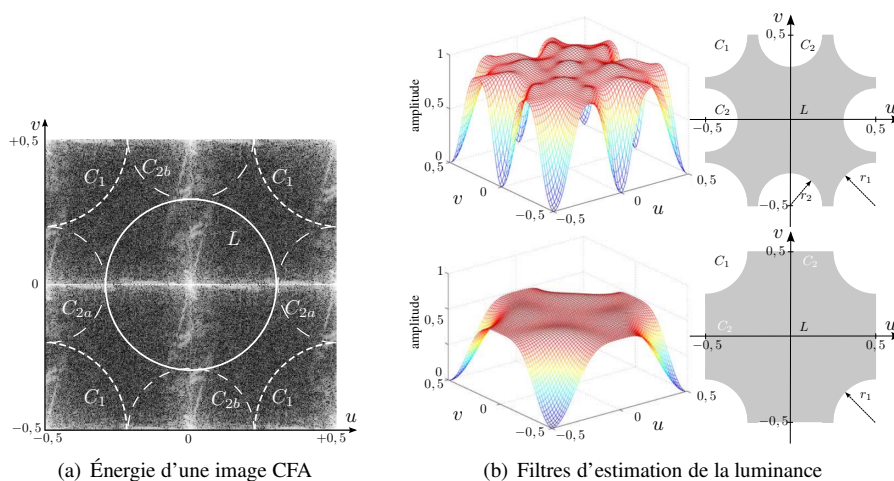 v
+0,5
C1
C2b
C1
L
0
C2a
C2a
C1
C2b
C1
u
−0,5
−0,5
0
+0,5
(a) Énergie d'une image CFA
1
amplitude
0,5
0
0,5
v
0
−0,5
−0,5
0
u
0,5
v
0,5
C1
C2
C2
L
u
−0,5
0,5
−0,5
r2
r1
1
amplitude
0,5
0
0,5
v
0
−0,5
−0,5
0
u
0,5
v
0,5
C1
C2
C2
L
u
−0,5
0,5
−0,5
r1
(b) Filtres d'estimation de la luminance